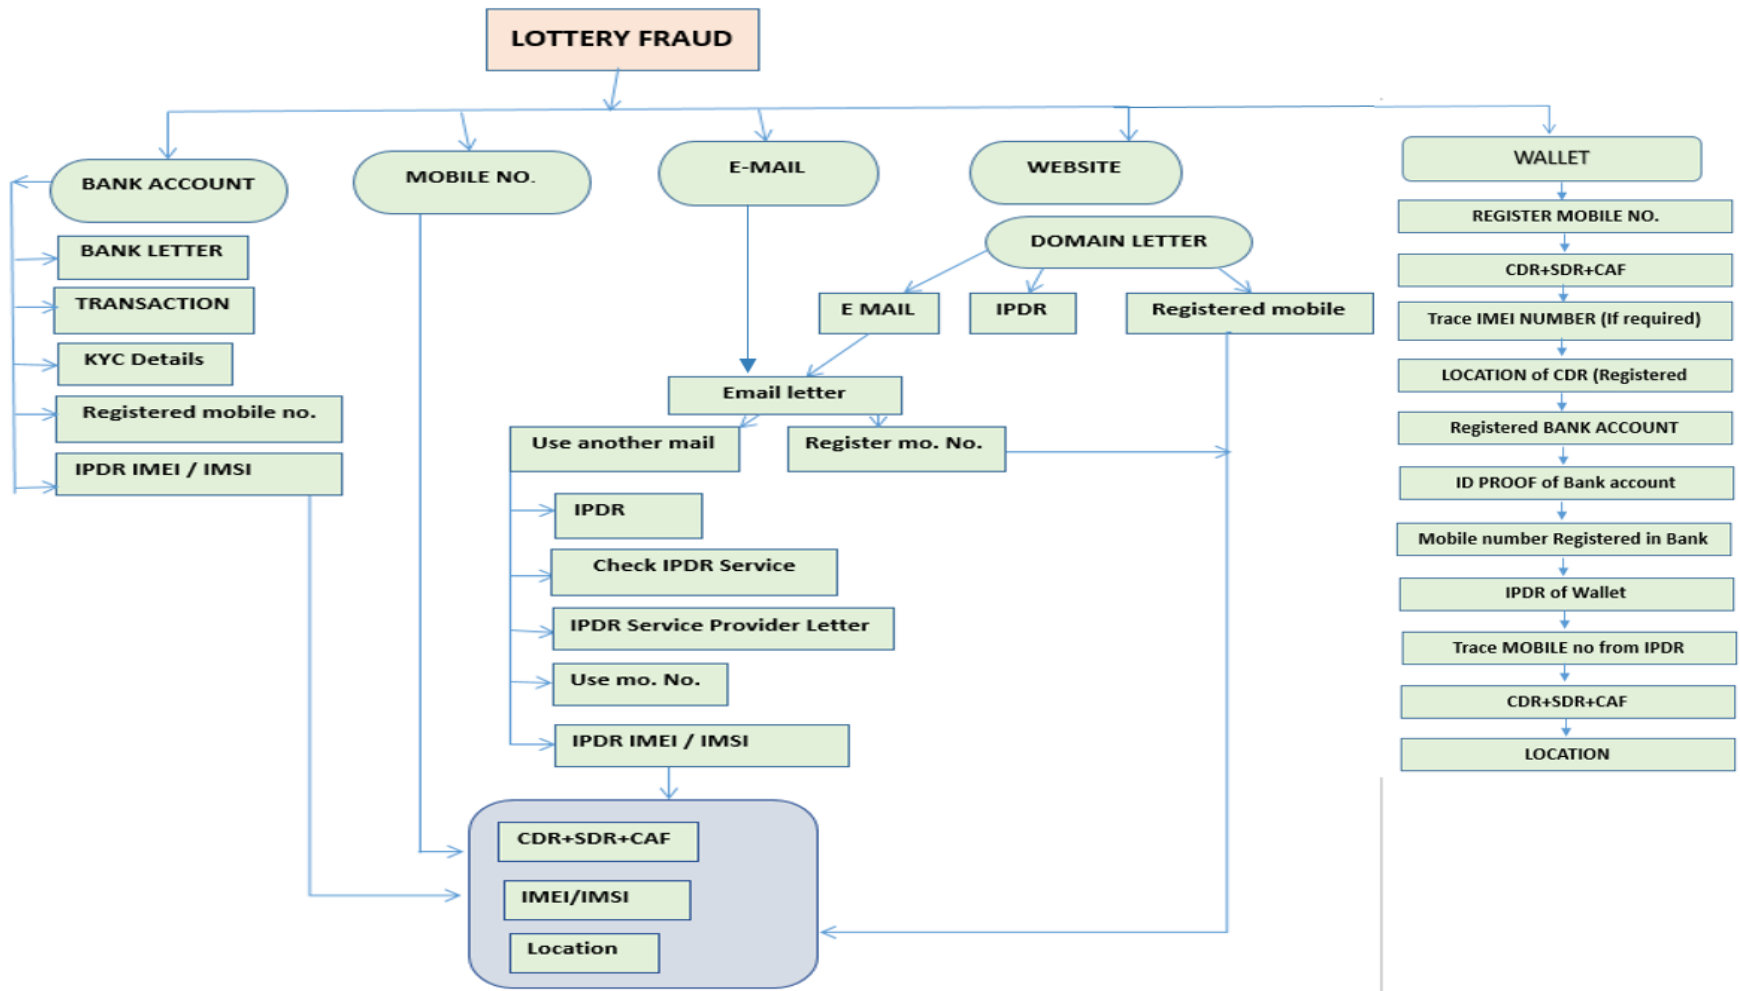 LOTTERY FRAUD
BANK ACCOUNT
BANK LETTER
TRANSACTION
KYC Details
Registered mobile no.
IPDR IMEI / IMSI
MOBILE NO.
E-MAIL
WEBSITE
DOMAIN LETTER
E MAIL
IPDR
Registered mobile
Email letter
Use another mail
Register mo. No.
IPDR
Check IPDR Service
IPDR Service Provider Letter
Use mo. No.
IPDR IMEI / IMSI
CDR+SDR+CAF
IMEI/IMSI
Location
WALLET
REGISTER MOBILE NO.
CDR+SDR+CAF
Trace IMEI NUMBER (If required)
LOCATION of CDR (Registered
Registered BANK ACCOUNT
ID PROOF of Bank account
Mobile number Registered in Bank
IPDR of Wallet
Trace MOBILE no from IPDR
CDR+SDR+CAF
LOCATION